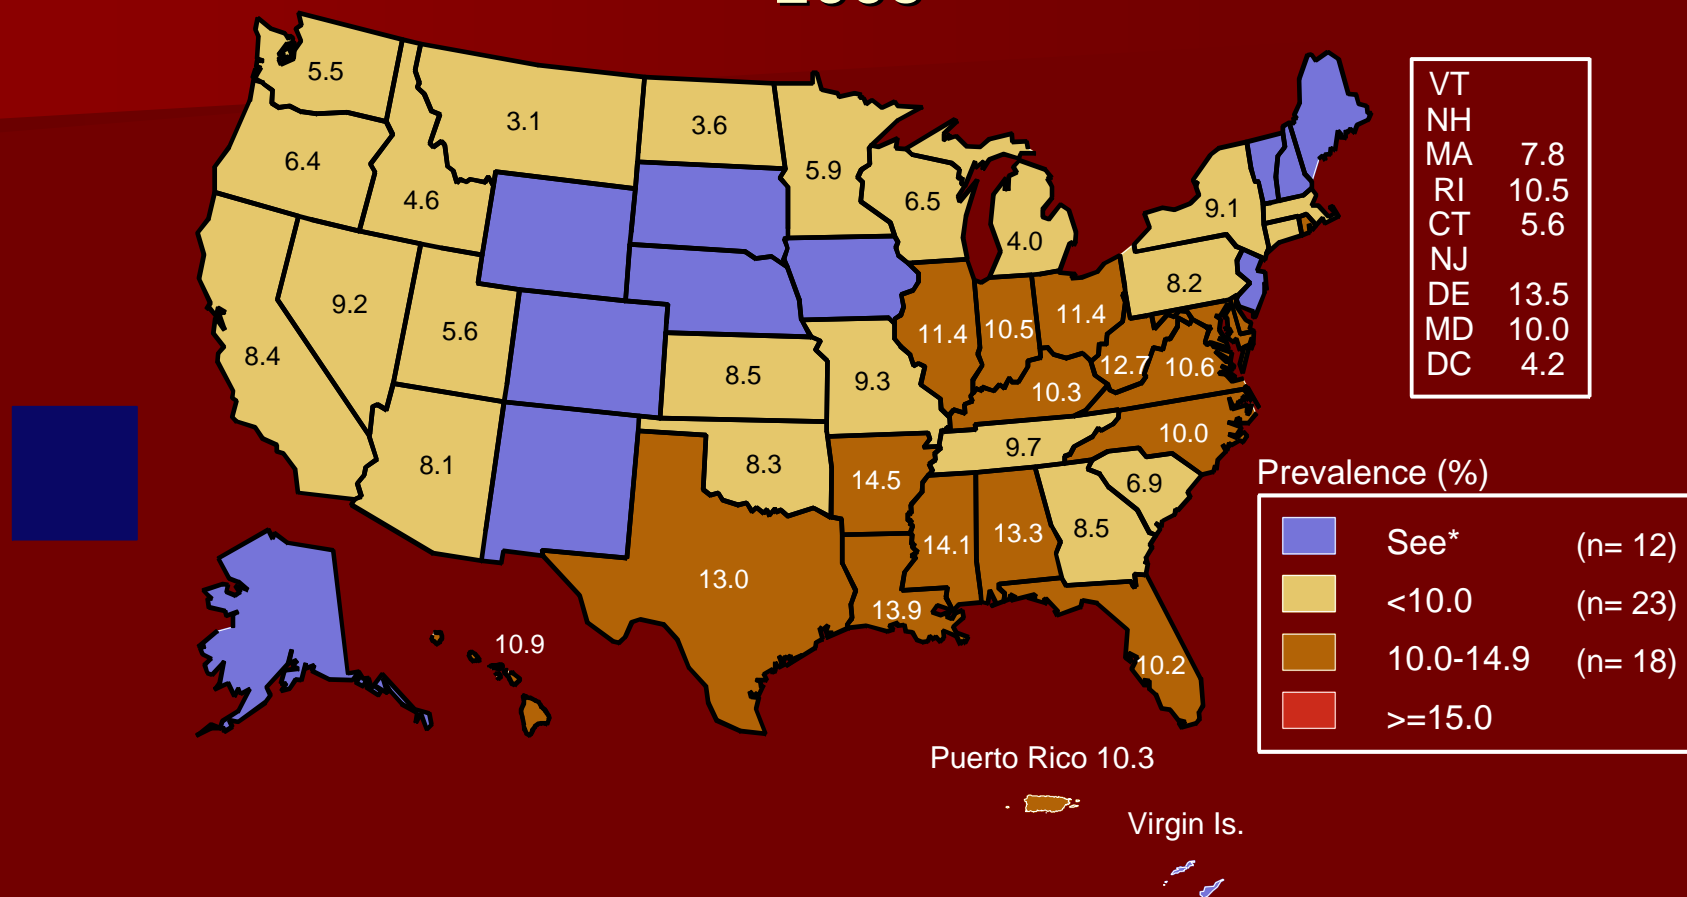 5.5
3.1
3.6
6.4
4.6
5.9
6.5
4.0
9.1
8.2
9.2
5.6
8.4
8.5
9.3
11.4
10.5
11.4
12.7
10.6
10.3
10.0
9.7
8.1
8.3
14.5
6.9
8.5
13.3
14.1
13.0
13.9
10.2
10.9
VT
NH
MA 7.8
RI 10.5
CT 5.6
NJ
DE 13.5
MD 10.0
DC 4.2
Prevalence (%)
See* (n= 12)
<10.0 (n= 23)
10.0-14.9 (n= 18)
>=15.0
Puerto Rico 10.3
Virgin Is.